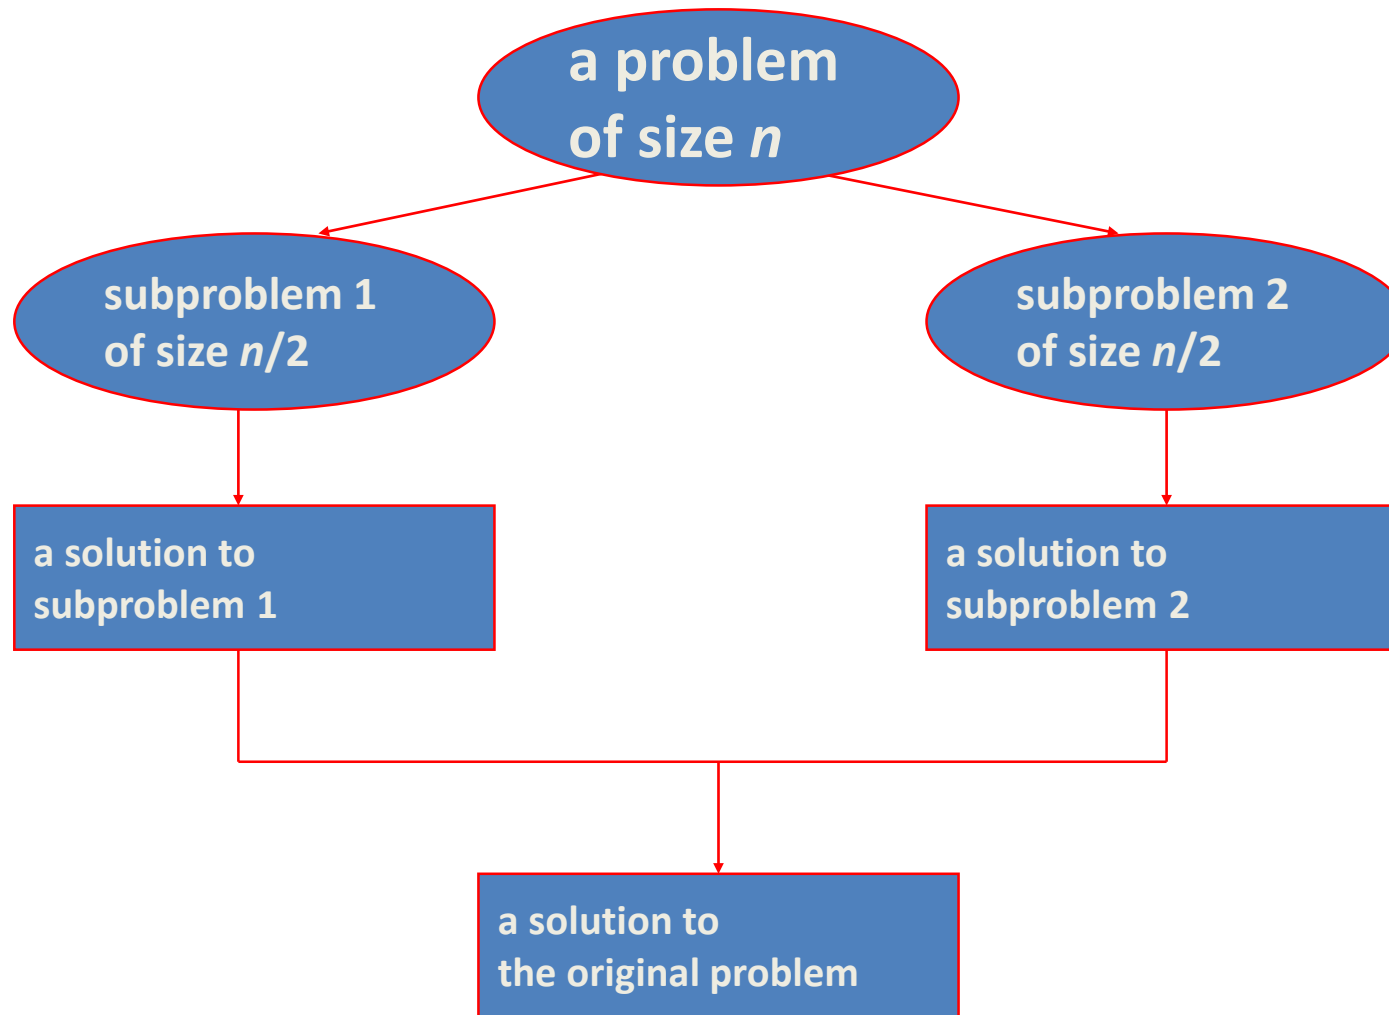 a problem
of size n
subproblem 1
of size n/2
subproblem 2
of size n/2
a solution to
subproblem 1
a solution to
subproblem 2
a solution to
the original problem